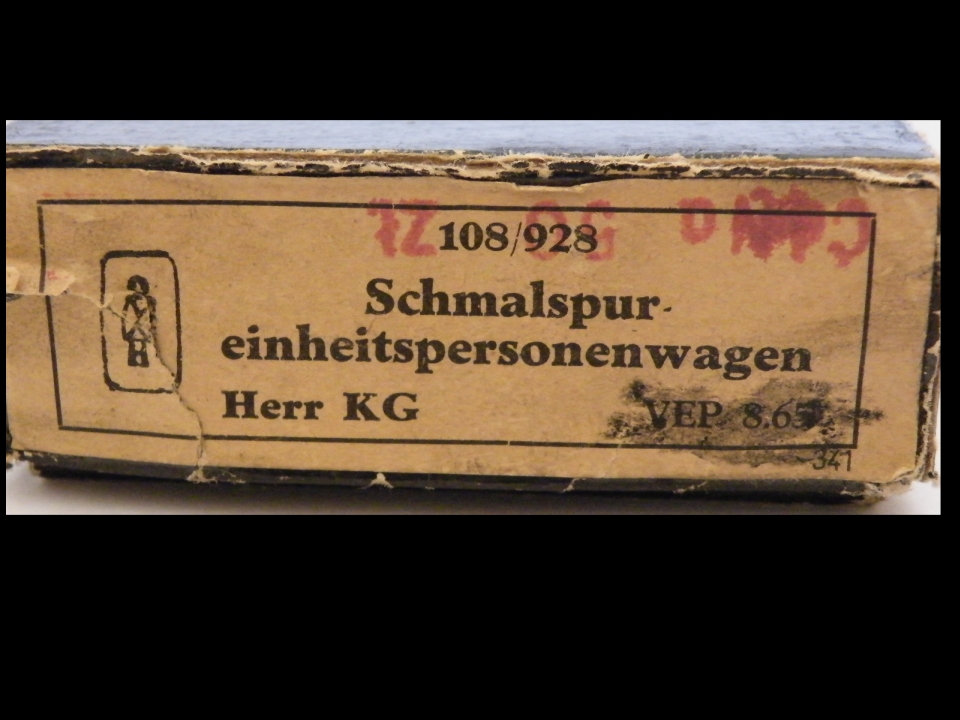 108/928
Schmalspur-
einheitspersonenwagen
Herr KG
VEP 8.65
341